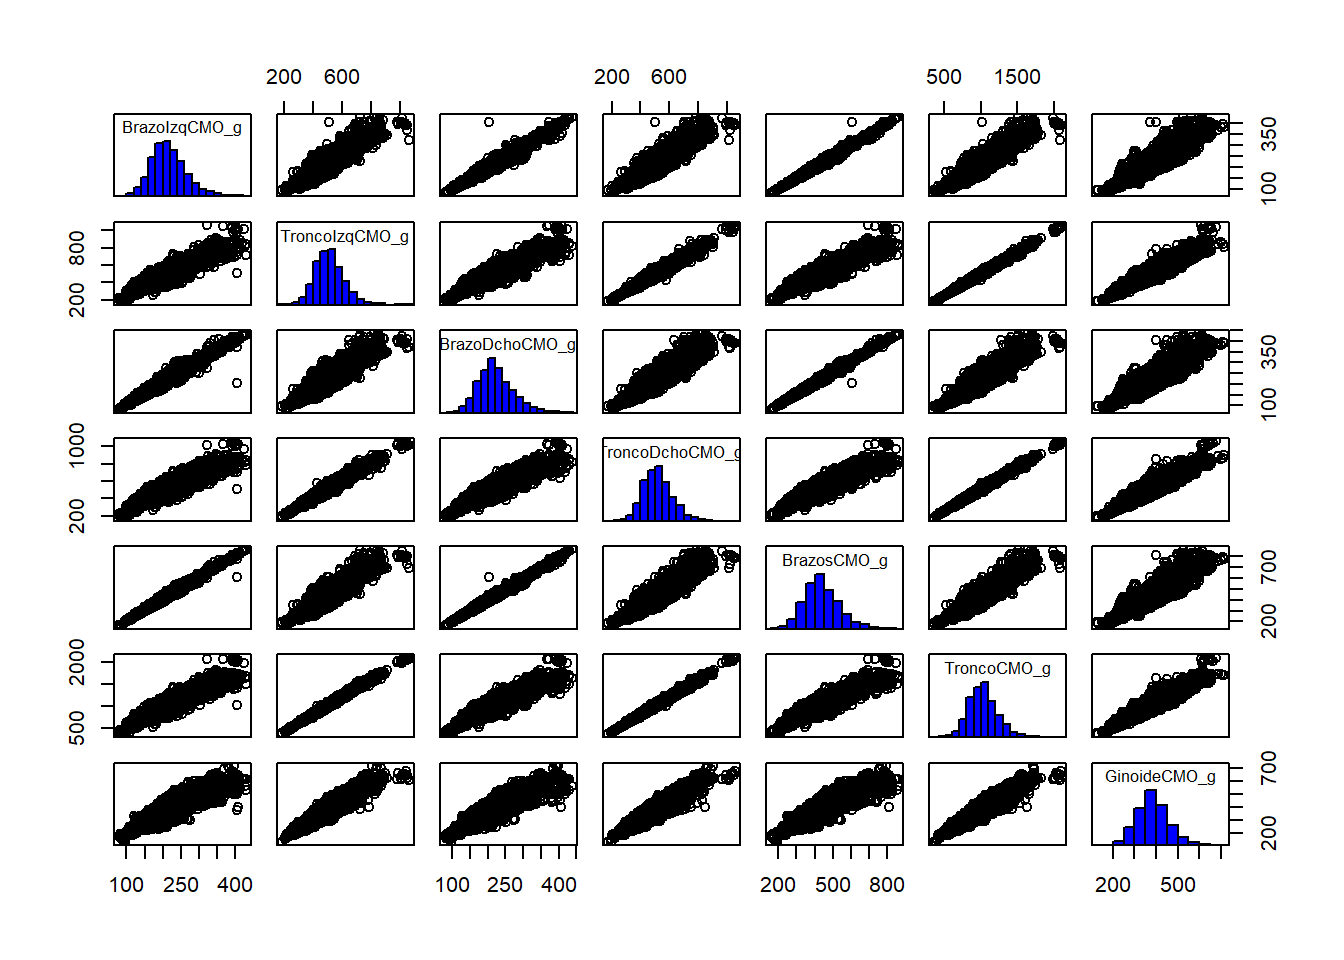 200 600 200 600 500 1500
BrazoIzqCMO_g
100 350
TroncoIzqCMO_g
200 800
BrazoDchoCMO_g
100 350
TroncoDchoCMO_g
200 1000
BrazosCMO_g
200 700
TroncoCMO_g
500 2000
GinoideCMO_g
200 700
100 250 400 100 250 400 200 500 800 200 500